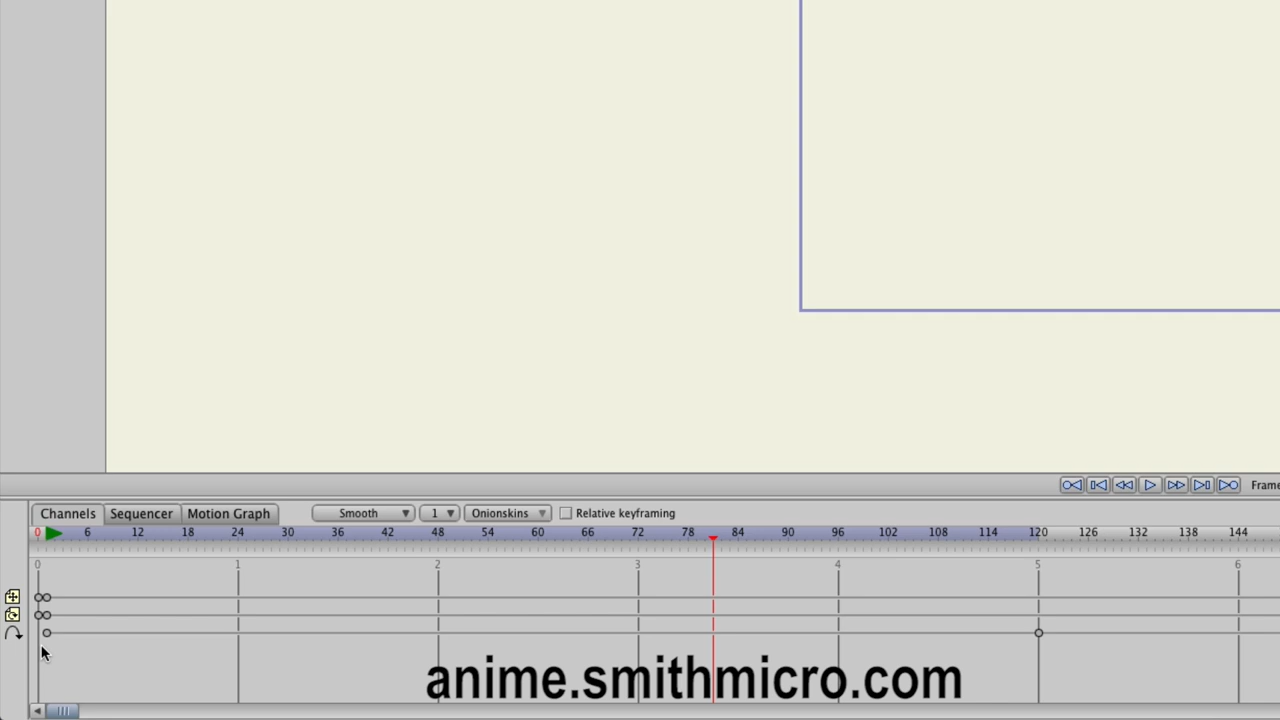 Frame
Channels Sequencer Motion Graph Smooth 1 Onionskins Relative keyframing
0 6 12 18 24 30 36 42 48 54 60 66 72 78 84 90 96 102 108 114 120 126 132 138 144
0 1 2 3 4 5 6
anime.smithmicro.com